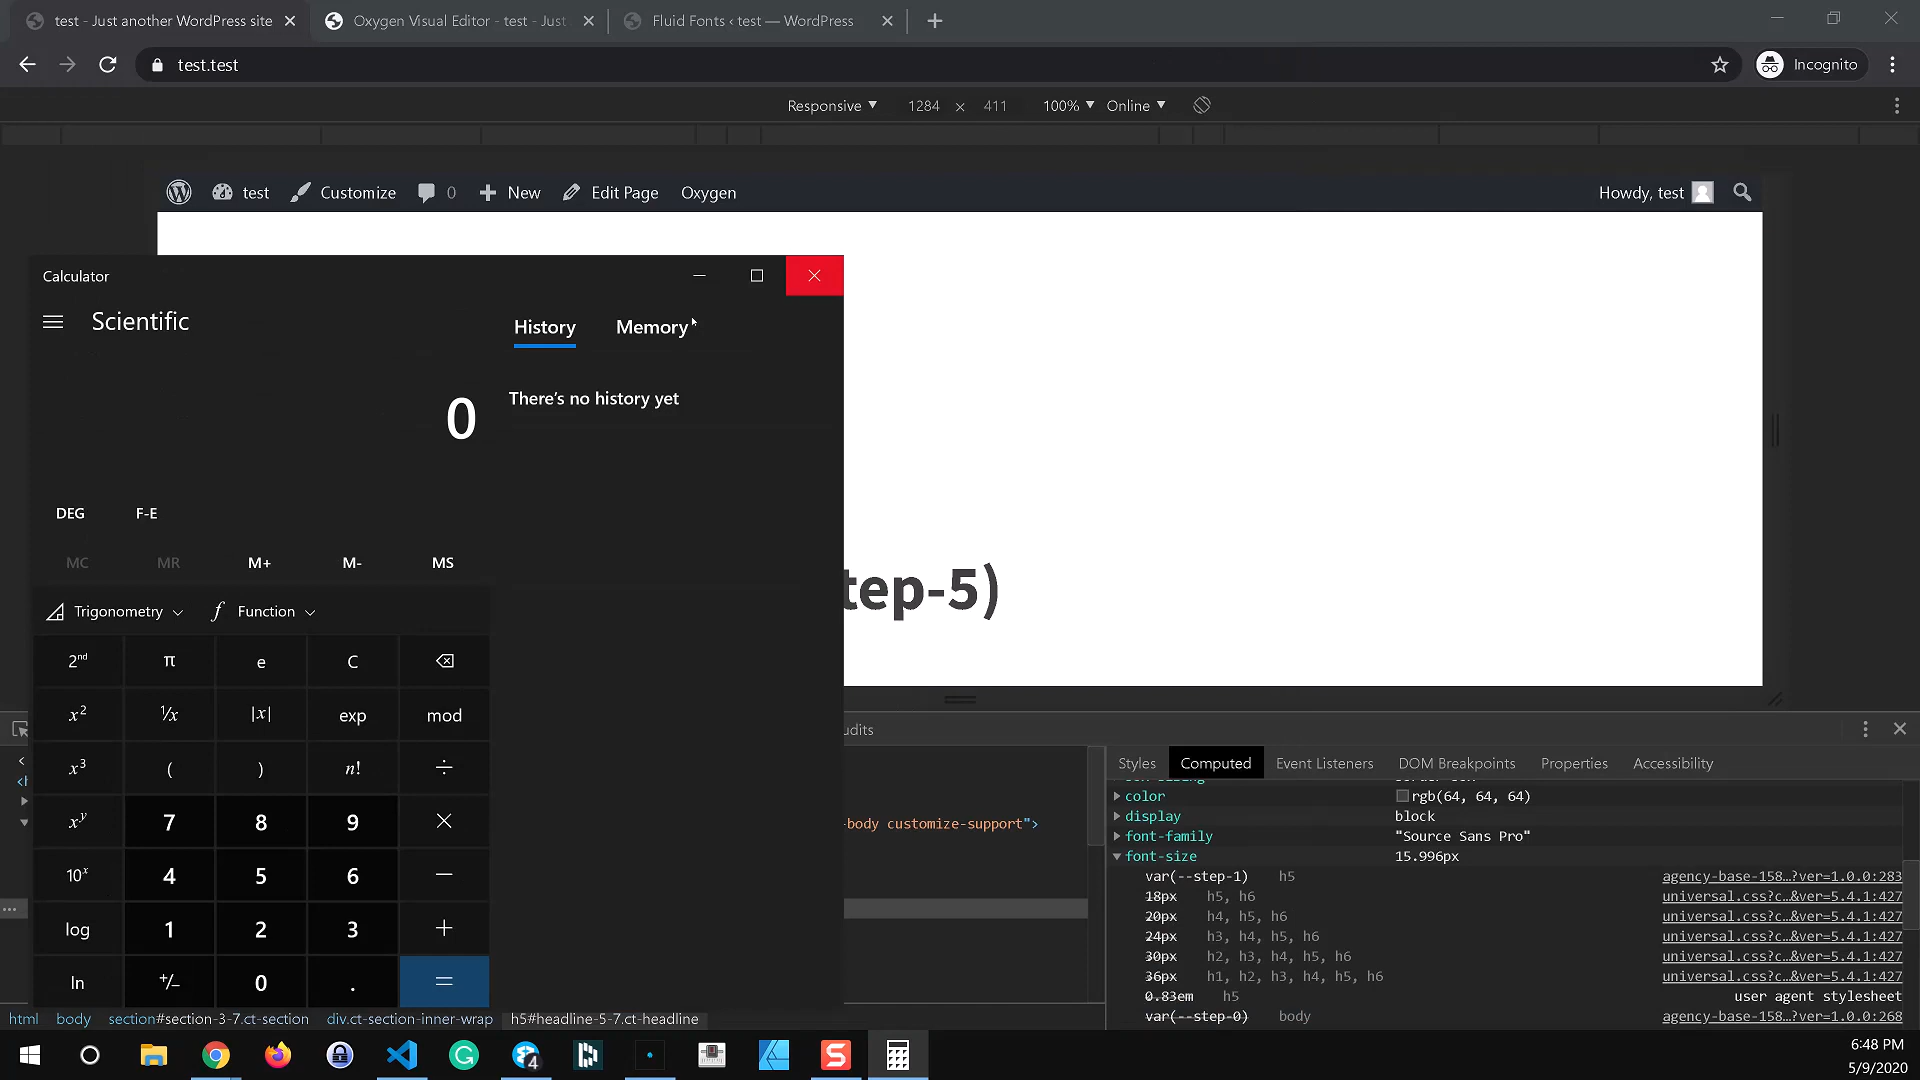 test - Just another WordPress site
Oxygen Visual Editor - test - Just
Fluid Fonts ‹ test — WordPress
test.test
Incognito
Responsive ▼ 1284 × 411 100% ▼ Online ▼
test Customize 0 New Edit Page Oxygen
Howdy, test
Calculator
Scientific
History Memory
There's no history yet
0
DEG F-E
MC MR M+ M- MS
Trigonometry Function
2nd π e C
x² ¹/x |x| exp mod
x³ ( ) n! ÷
xʸ 7 8 9 ×
10ˣ 4 5 6 −
log 1 2 3 +
ln +/− 0 . =
tep-5)
udits
-body customize-support">
Styles Computed Event Listeners DOM Breakpoints Properties Accessibility
color rgb(64, 64, 64)
display block
font-family "Source Sans Pro"
font-size 15.996px
var(--step-1) h5 agency-base-158…?ver=1.0.0:283
18px h5, h6 universal.css?c…&ver=5.4.1:427
20px h4, h5, h6 universal.css?c…&ver=5.4.1:427
24px h3, h4, h5, h6 universal.css?c…&ver=5.4.1:427
30px h2, h3, h4, h5, h6 universal.css?c…&ver=5.4.1:427
36px h1, h2, h3, h4, h5, h6 universal.css?c…&ver=5.4.1:427
0.83em h5 user agent stylesheet
var(--step-0) body agency-base-158…?ver=1.0.0:268
html body section#section-3-7.ct-section div.ct-section-inner-wrap h5#headline-5-7.ct-headline
4
6:48 PM
5/9/2020